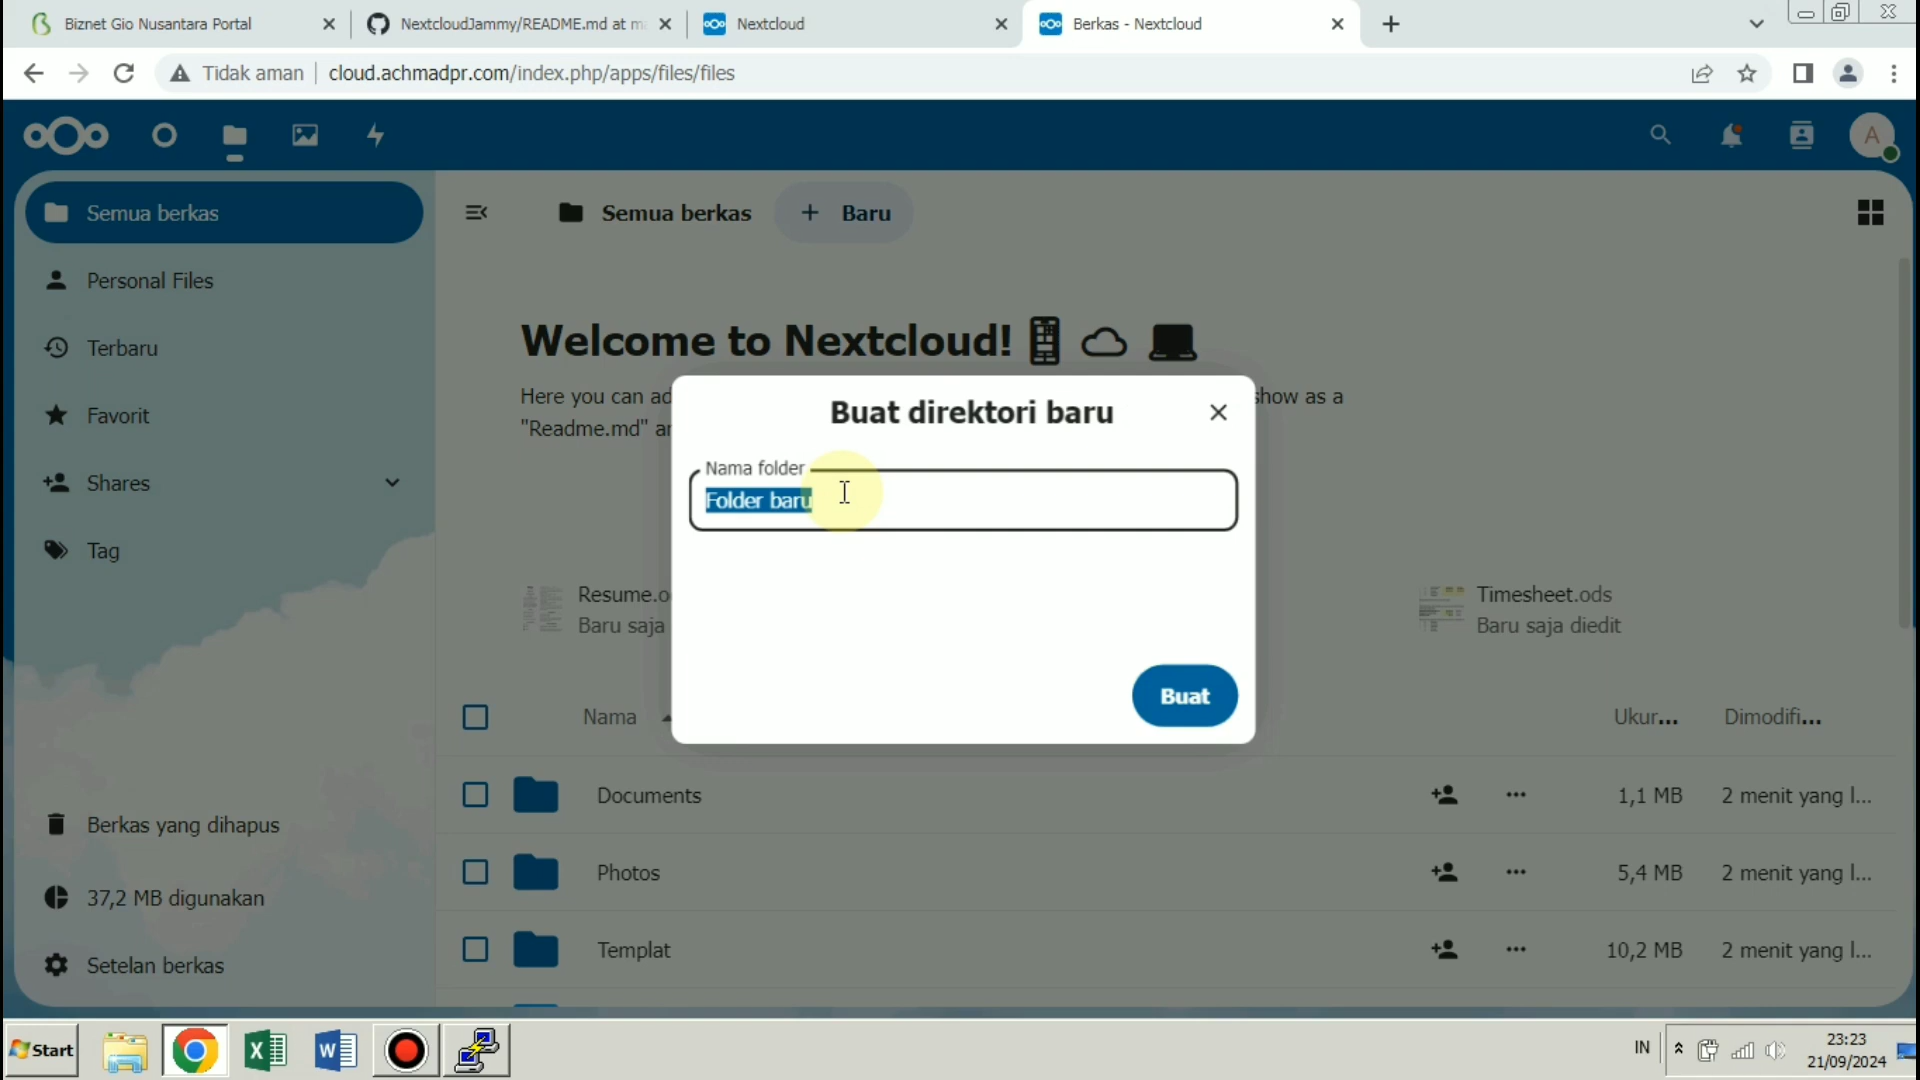 Biznet Gio Nusantara Portal
NextcloudJammy/README.md at ma
Nextcloud
Berkas - Nextcloud
Tidak aman
cloud.achmadpr.com/index.php/apps/files/files
A
Semua berkas
Personal Files
Terbaru
Favorit
Shares
Tag
Berkas yang dihapus
37,2 MB digunakan
Setelan berkas
Semua berkas
+ Baru
Welcome to Nextcloud!
Here you can ad
show as a
"Readme.md" an
Buat direktori baru
Nama folder
Folder baru
Buat
Resume.o
Baru saja
Timesheet.ods
Baru saja diedit
Nama
Ukur...
Dimodifi...
Documents
1,1 MB
2 menit yang l...
Photos
5,4 MB
2 menit yang l...
Templat
10,2 MB
2 menit yang l...
Start
IN
23:23
21/09/2024